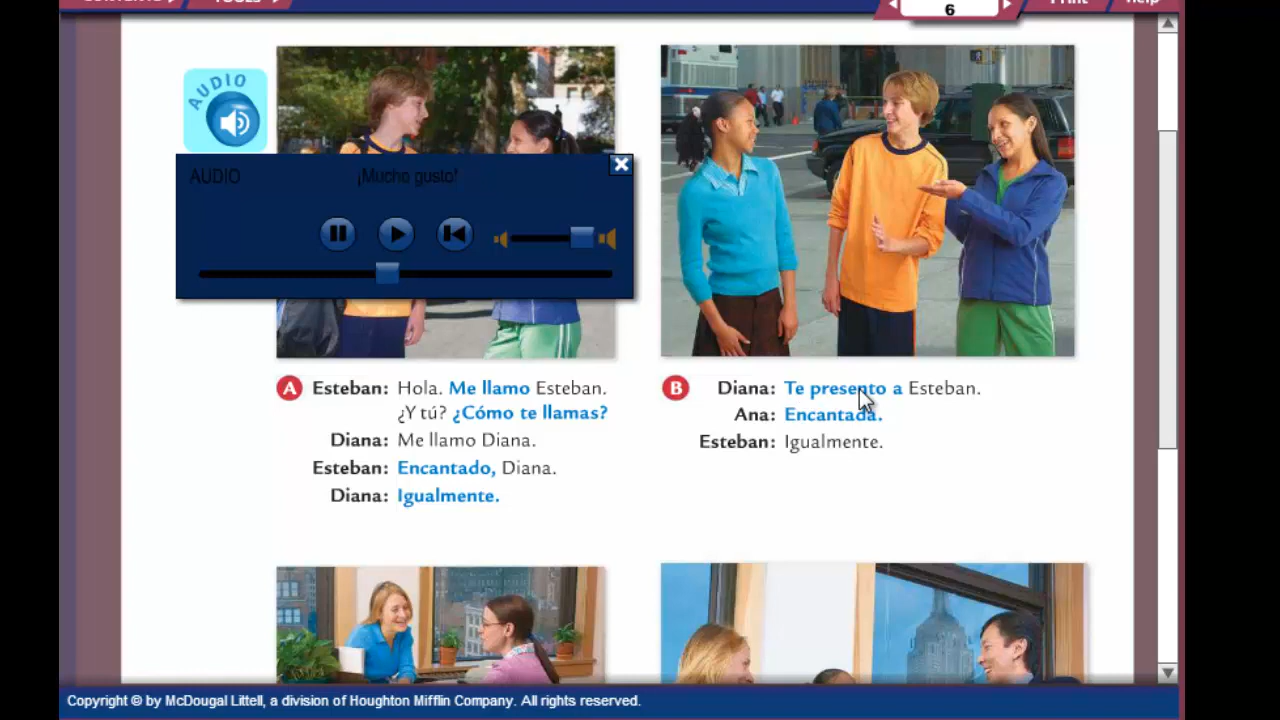 6
AUDIO
AUDIO ¡Mucho gusto!
A Esteban: Hola. Me llamo Esteban.
¿Y tú? ¿Cómo te llamas?
Diana: Me llamo Diana.
Esteban: Encantado, Diana.
Diana: Igualmente.
B Diana: Te presento a Esteban.
Ana: Encantada.
Esteban: Igualmente.
Copyright © by McDougal Littell, a division of Houghton Mifflin Company. All rights reserved.